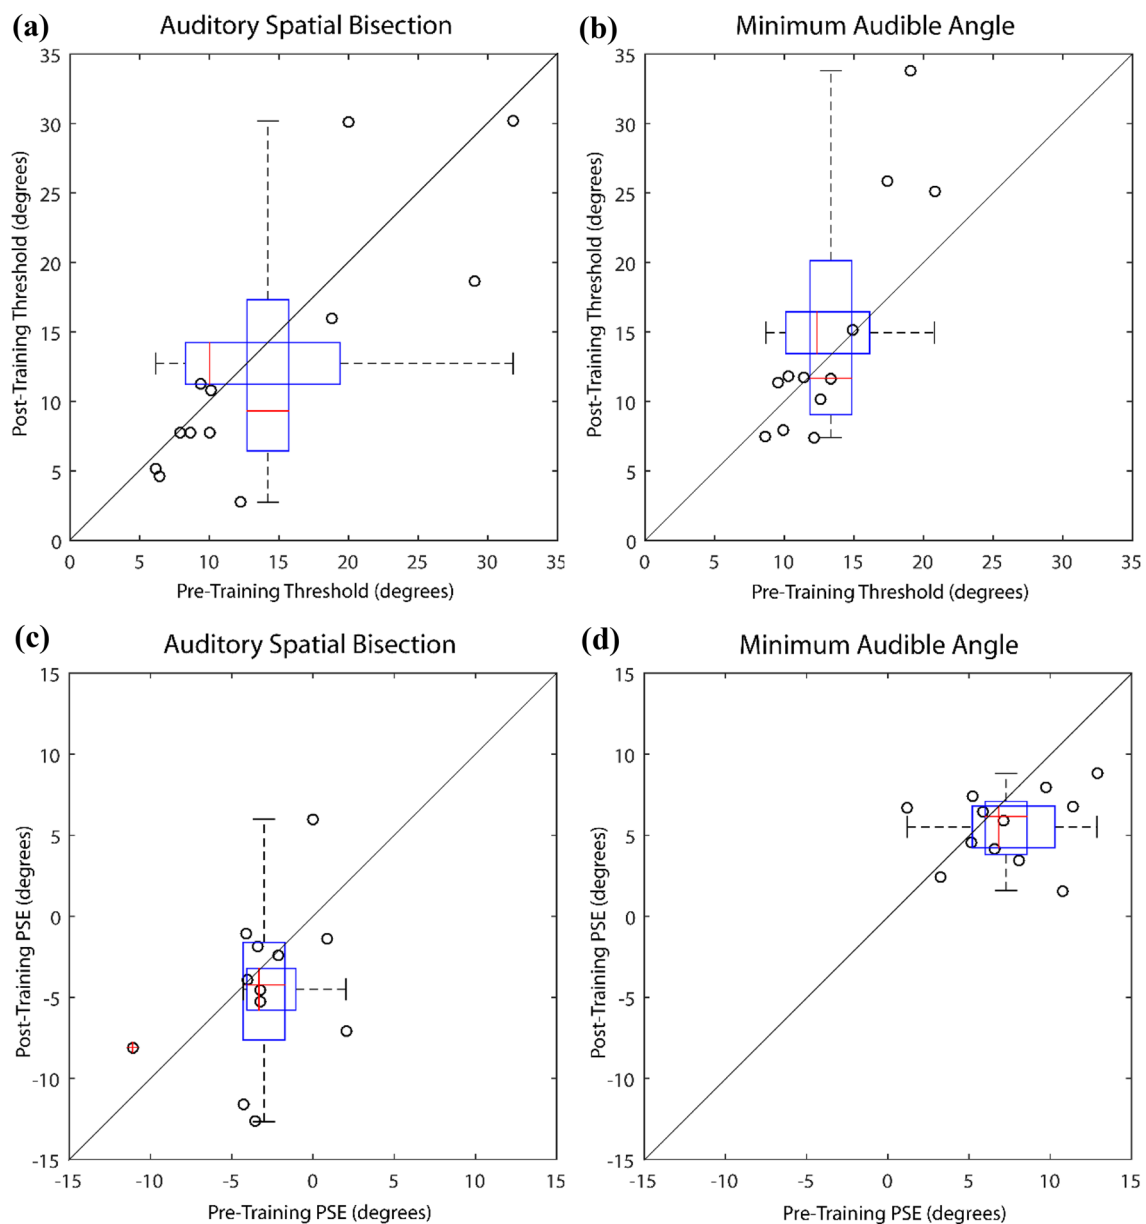 (a)
Auditory Spatial Bisection
35
30
25
20
15
10
5
0
Post-Training Threshold (degrees)
0 5 10 15 20 25 30 35
Pre-Training Threshold (degrees)
(b)
Minimum Audible Angle
35
30
25
20
15
10
5
0
Post-Training Threshold (degrees)
0 5 10 15 20 25 30 35
Pre-Training Threshold (degrees)
(c)
Auditory Spatial Bisection
15
10
5
0
-5
-10
-15
Post-Training PSE (degrees)
-15 -10 -5 0 5 10 15
Pre-Training PSE (degrees)
(d)
Minimum Audible Angle
15
10
5
0
-5
-10
-15
Post-Training PSE (degrees)
-15 -10 -5 0 5 10 15
Pre-Training PSE (degrees)